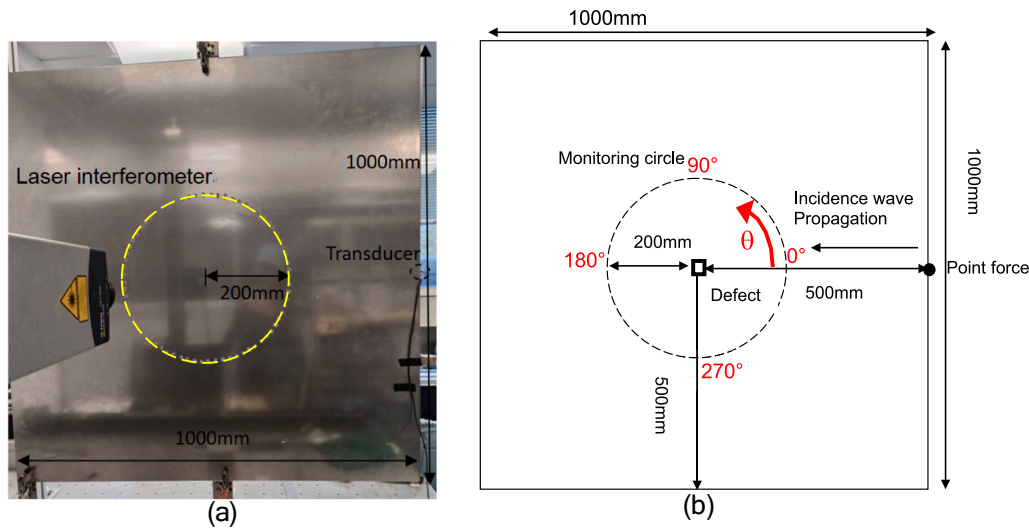 1000mm
Laser interferometer
Transducer
200mm
1000mm
(a)
1000mm
Monitoring circle
90°
Incidence wave
Propagation
1000mm
θ
200mm
0°
180°
Point force
Defect
500mm
270°
500mm
(b)